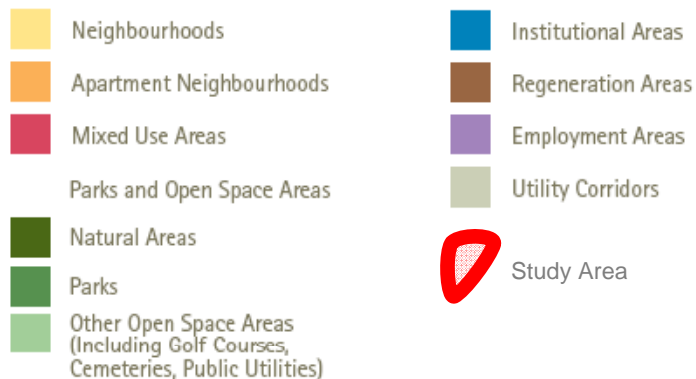 Neighbourhoods
Apartment Neighbourhoods
Mixed Use Areas
Parks and Open Space Areas
Natural Areas
Parks
Other Open Space Areas
(Including Golf Courses,
Cemeteries, Public Utilities)
Institutional Areas
Regeneration Areas
Employment Areas
Utility Corridors
Study Area